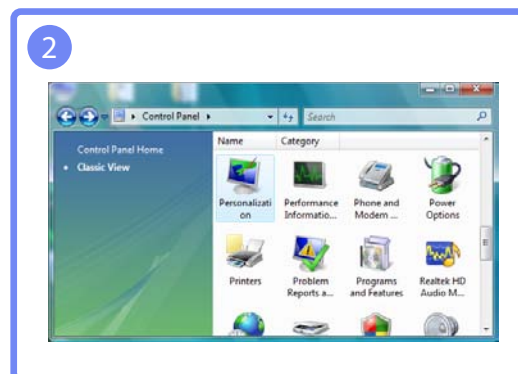 2
Control Panel
Search
Control Panel Home
Classic View
Name Category
Personalizati
on
Performance
Informatio...
Phone and
Modem ...
Power
Options
Printers
Problem
Reports a...
Programs
and Features
Realtek HD
Audio M...